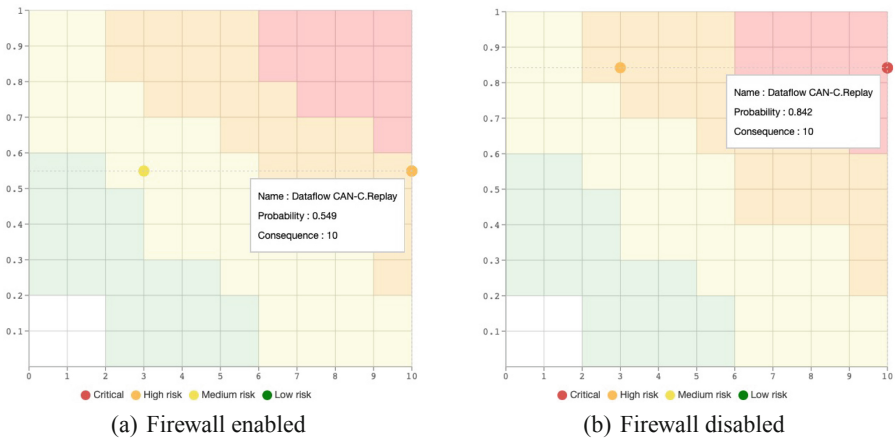 1
0.9
0.8
0.7
0.6
0.5
0.4
0.3
0.2
0.1
0 1 2 3 4 5 6 7 8 9 10
Name : Dataflow CAN-C.Replay
Probability : 0.549
Consequence : 10
Critical High risk Medium risk Low risk
(a) Firewall enabled
1
0.9
0.8
0.7
0.6
0.5
0.4
0.3
0.2
0.1
0 1 2 3 4 5 6 7 8 9 10
Name : Dataflow CAN-C.Replay
Probability : 0.842
Consequence : 10
Critical High risk Medium risk Low risk
(b) Firewall disabled